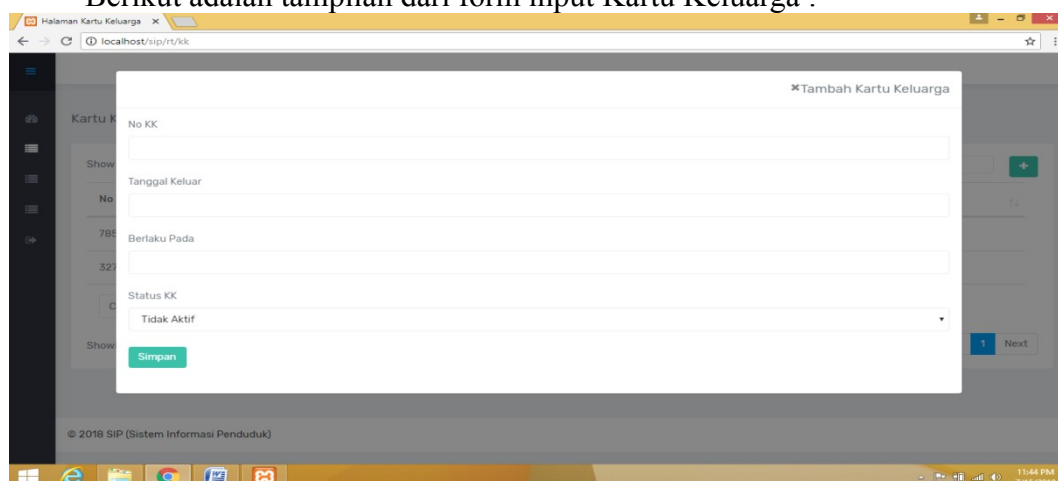 Berikut adalah tampilan dari form input Kartu Keluarga :
Halaman Kartu Keluarga
localhost/sip/rt/kk
×Tambah Kartu Keluarga
Kartu K
No KK
Show
Tanggal Keluar
No
785
Berlaku Pada
327
Status KK
Tidak Aktif
Show
1 Next
Simpan
© 2018 SIP (Sistem Informasi Penduduk)
11:44 PM